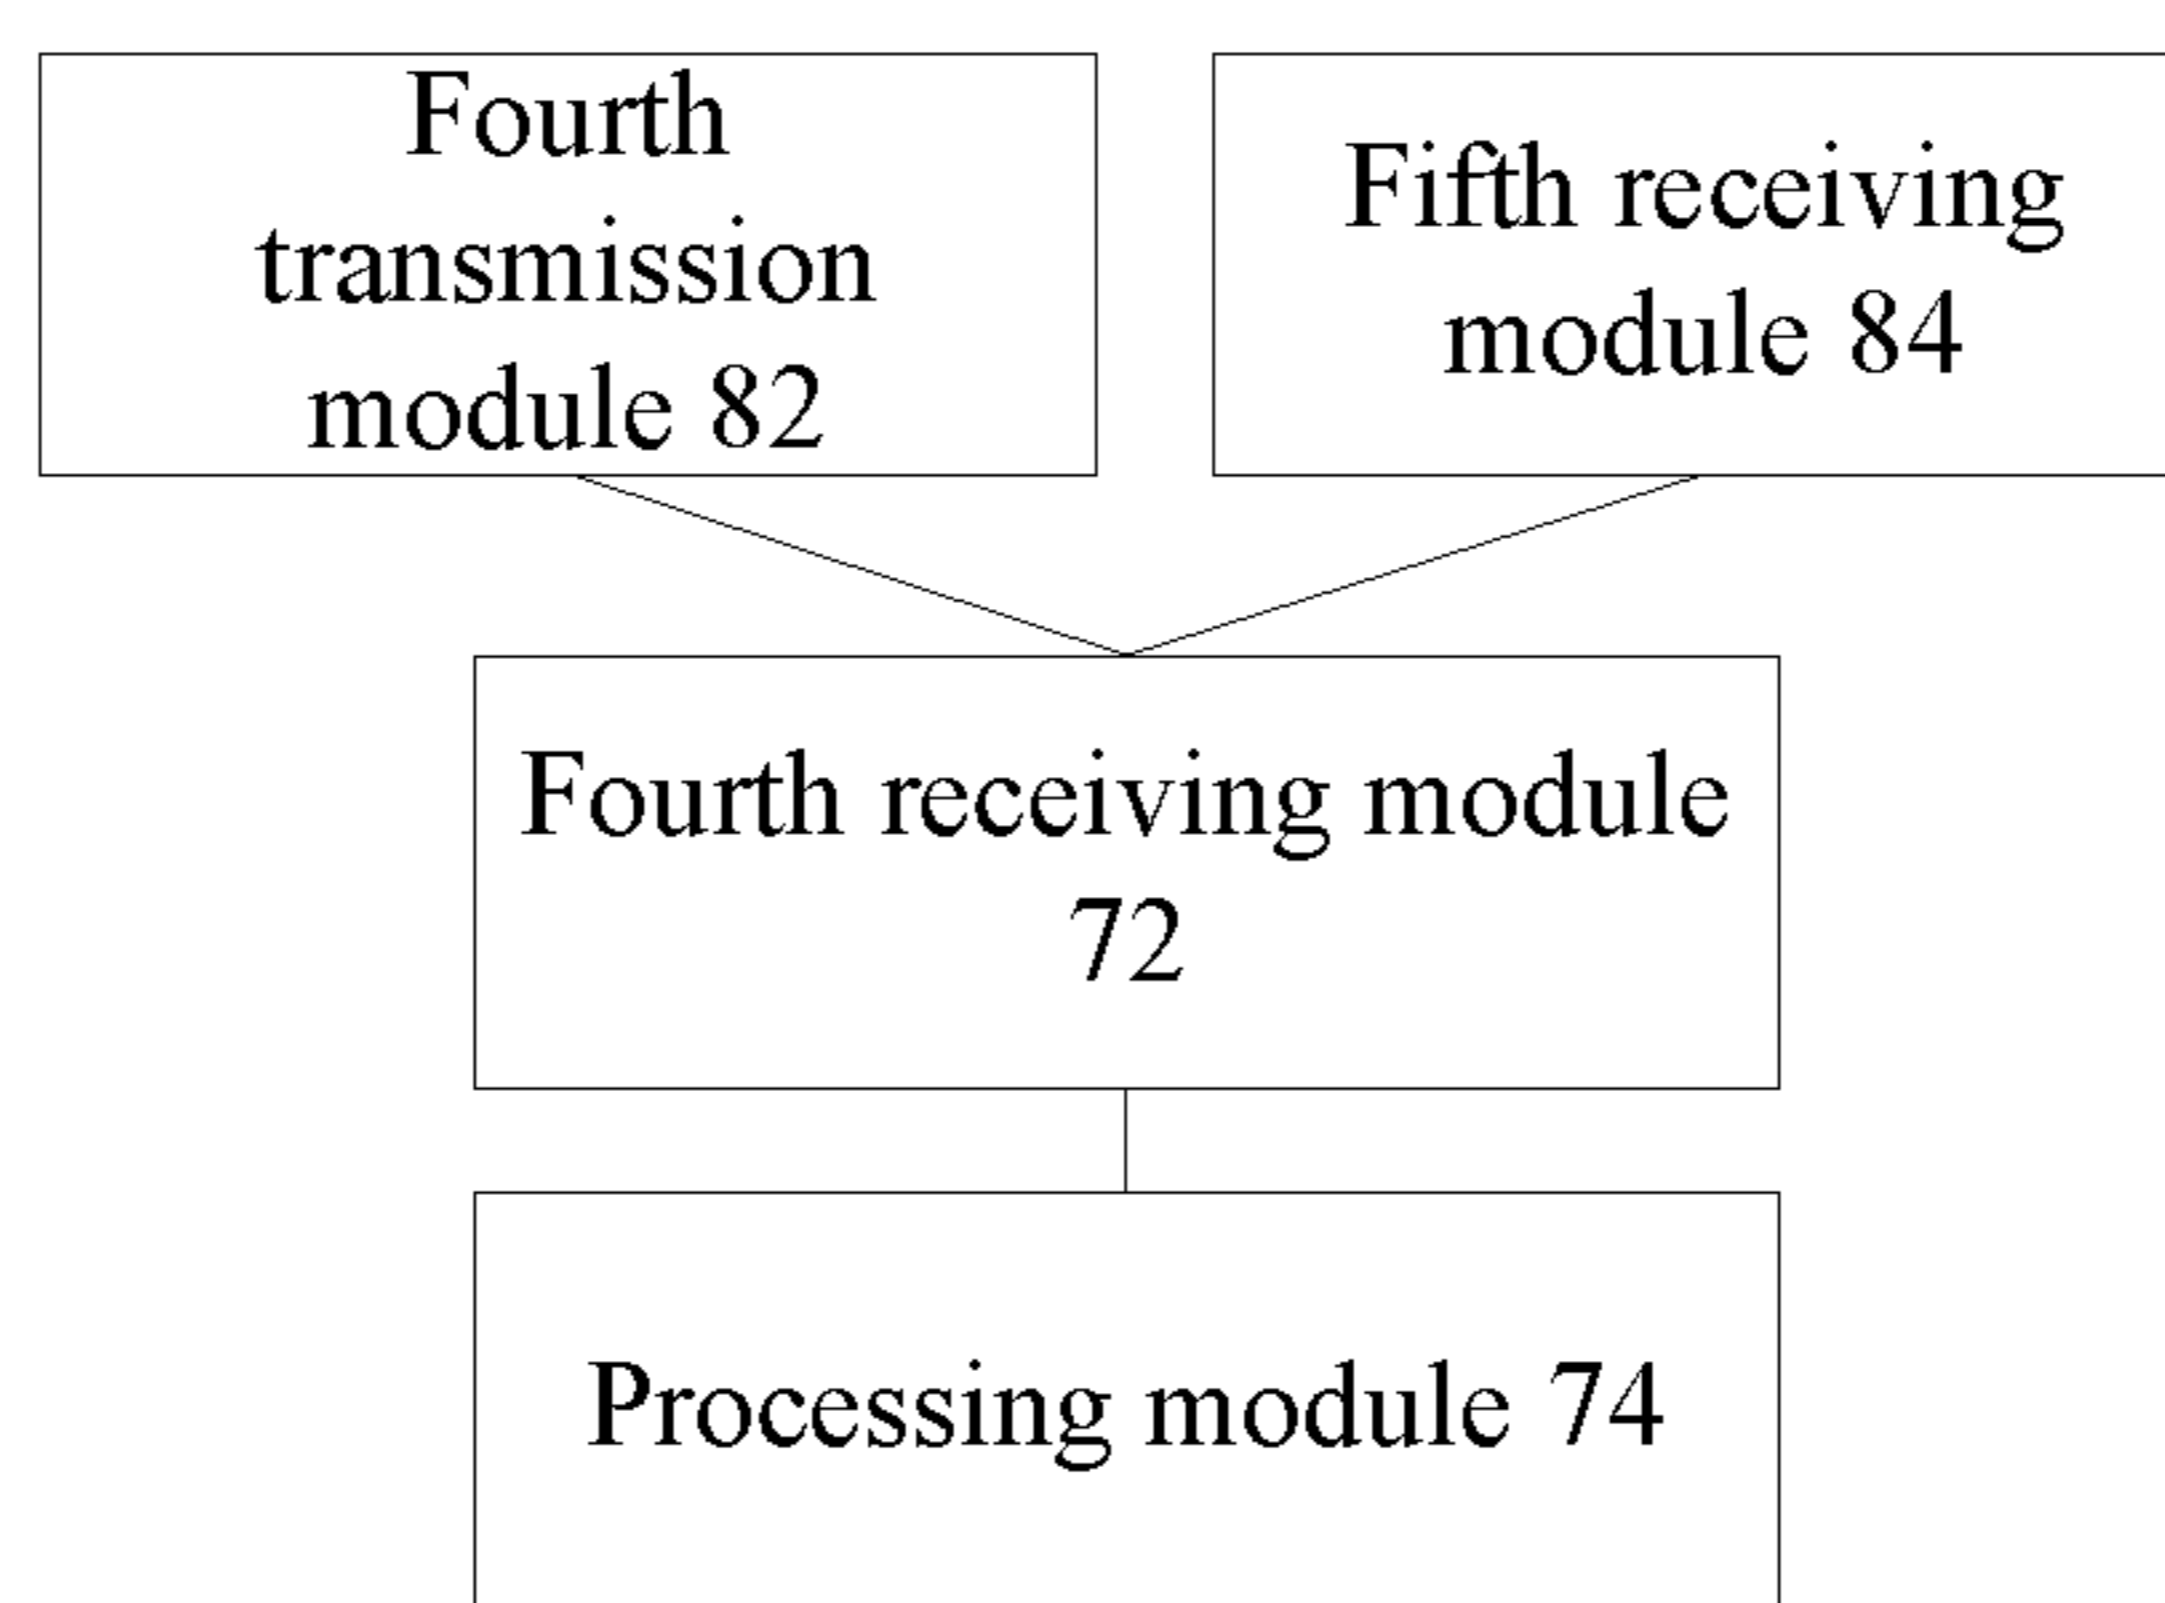 Fourth
transmission
module 82
Fifth receiving
module 84
Fourth receiving module
72
Processing module 74